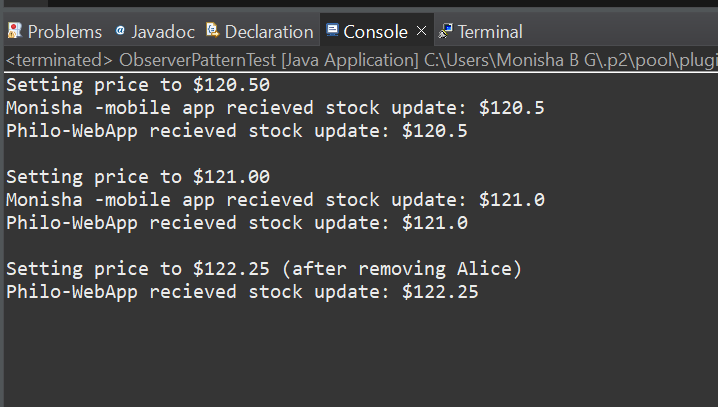 Problems @ Javadoc Declaration Console × Terminal
<terminated> ObserverPatternTest [Java Application] C:\Users\Monisha B G\.p2\pool\plugi
Setting price to $120.50
Monisha -mobile app recieved stock update: $120.5
Philo-WebApp recieved stock update: $120.5
Setting price to $121.00
Monisha -mobile app recieved stock update: $121.0
Philo-WebApp recieved stock update: $121.0
Setting price to $122.25 (after removing Alice)
Philo-WebApp recieved stock update: $122.25